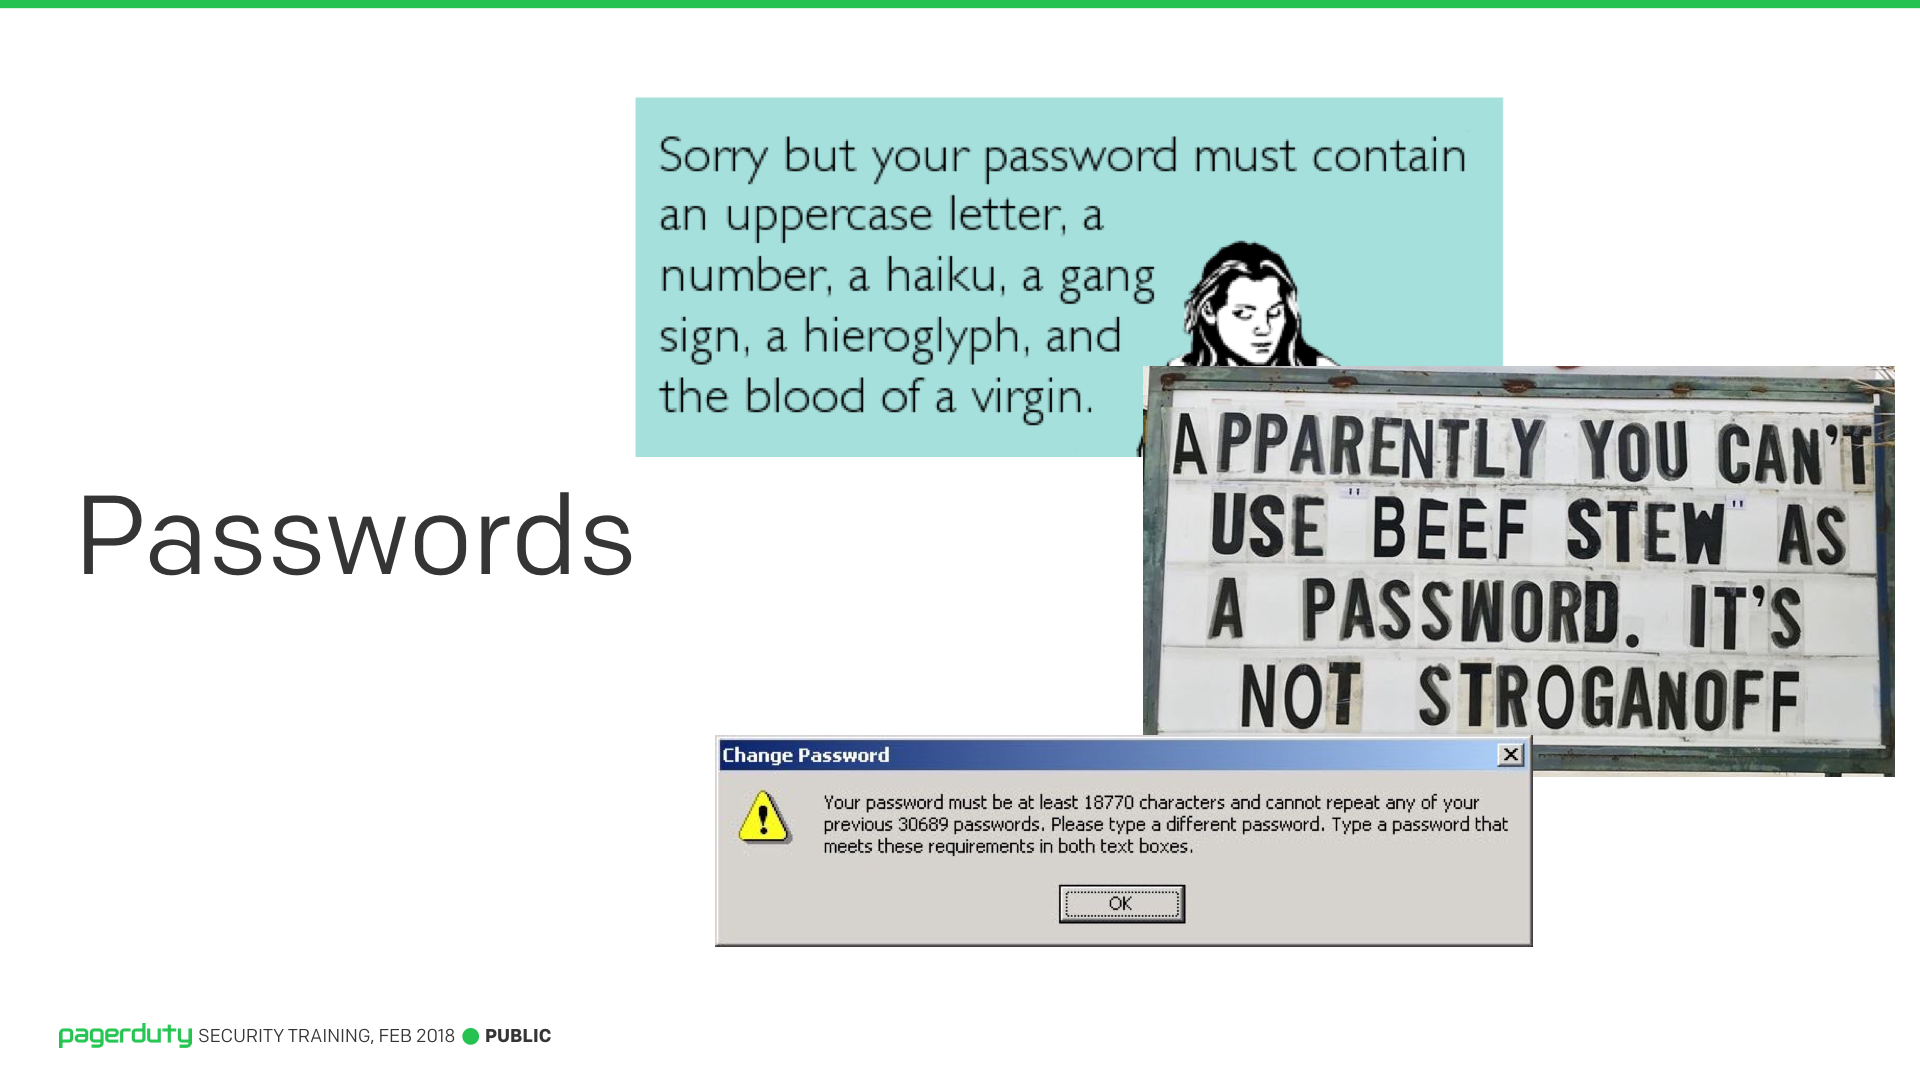 Sorry but your password must contain
an uppercase letter, a
number, a haiku, a gang
sign, a hieroglyph, and
the blood of a virgin.
APPARENTLY YOU CAN'T
USE "BEEF STEW" AS
A PASSWORD. IT'S
NOT STROGANOFF
Passwords
Change Password
Your password must be at least 18770 characters and cannot repeat any of your
previous 30689 passwords. Please type a different password. Type a password that
meets these requirements in both text boxes.
OK
pagerduty SECURITY TRAINING, FEB 2018 PUBLIC